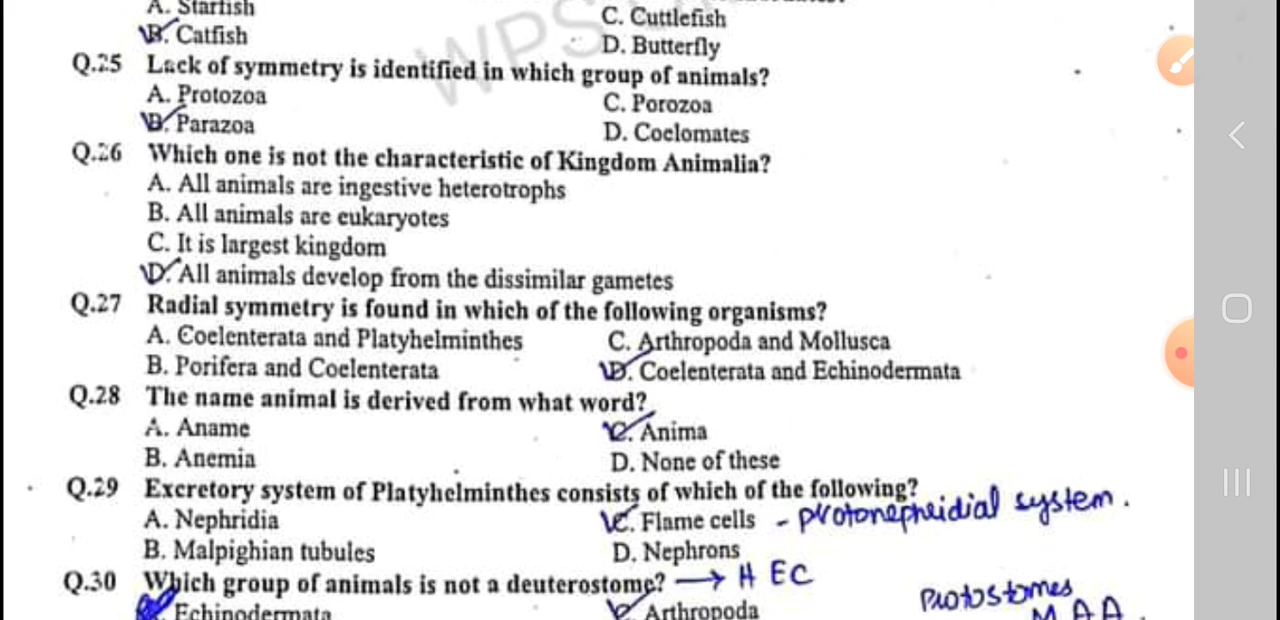 A. Starfish
C. Cuttlefish
B. Catfish
D. Butterfly
WPS
Q.25 Lack of symmetry is identified in which group of animals?
A. Protozoa
C. Porozoa
B. Parazoa
D. Coelomates
Q.26 Which one is not the characteristic of Kingdom Animalia?
A. All animals are ingestive heterotrophs
B. All animals are eukaryotes
C. It is largest kingdom
D. All animals develop from the dissimilar gametes
Q.27 Radial symmetry is found in which of the following organisms?
A. Coelenterata and Platyhelminthes
C. Arthropoda and Mollusca
B. Porifera and Coelenterata
D. Coelenterata and Echinodermata
Q.28 The name animal is derived from what word?
A. Aname
C. Anima
B. Anemia
D. None of these
Q.29 Excretory system of Platyhelminthes consists of which of the following?
A. Nephridia
C. Flame cells - protonepheidial system.
B. Malpighian tubules
D. Nephrons
Q.30 Which group of animals is not a deuterostome? → H EC
Echinodermata
C. Arthropoda
Protostomes
M A A.